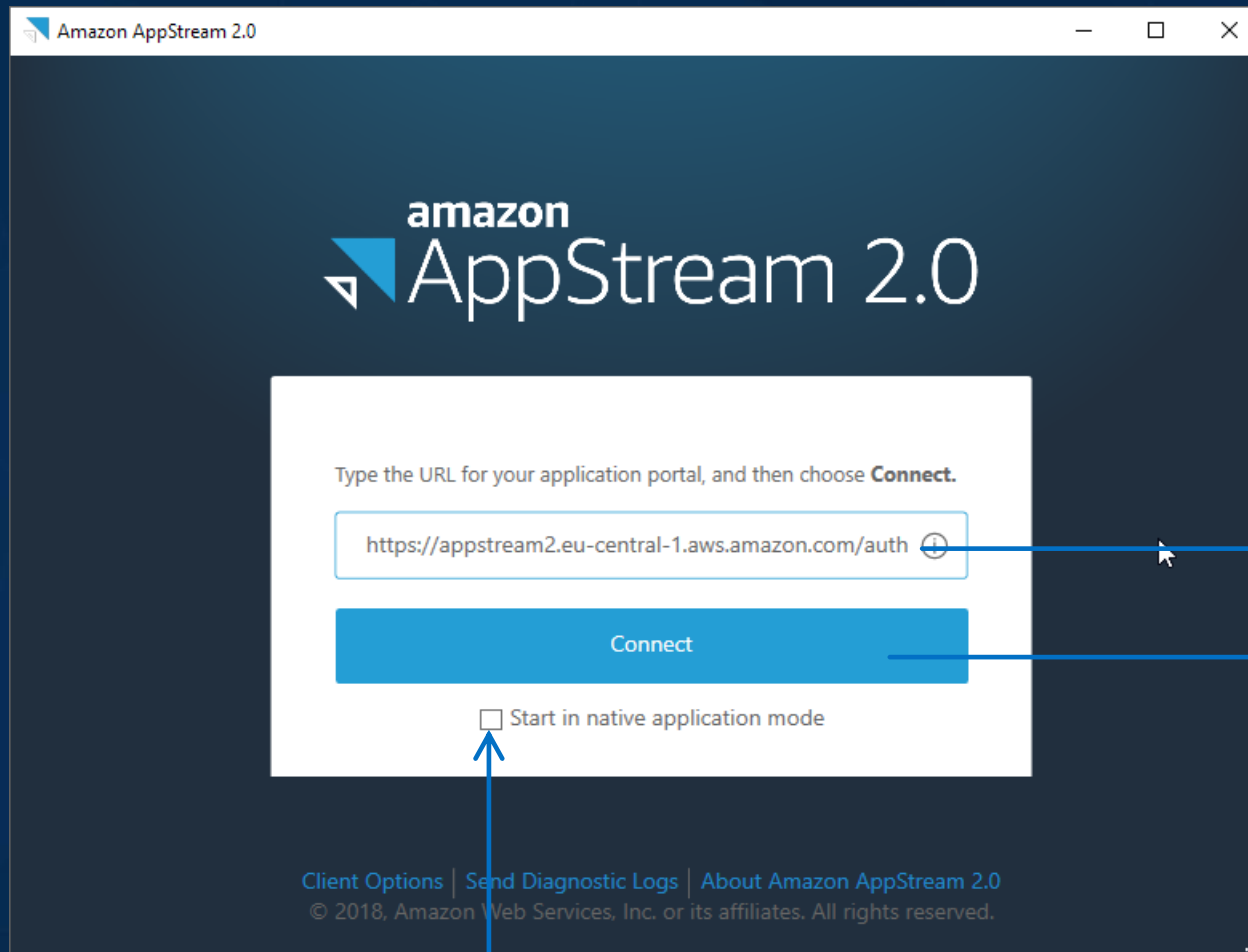 Amazon AppStream 2.0
amazon
AppStream 2.0
Type the URL for your application portal, and then choose Connect.
https://appstream2.eu-central-1.aws.amazon.com/auth
Connect
Start in native application mode
Client Options | Send Diagnostic Logs | About Amazon AppStream 2.0
© 2018, Amazon Web Services, Inc. or its affiliates. All rights reserved.